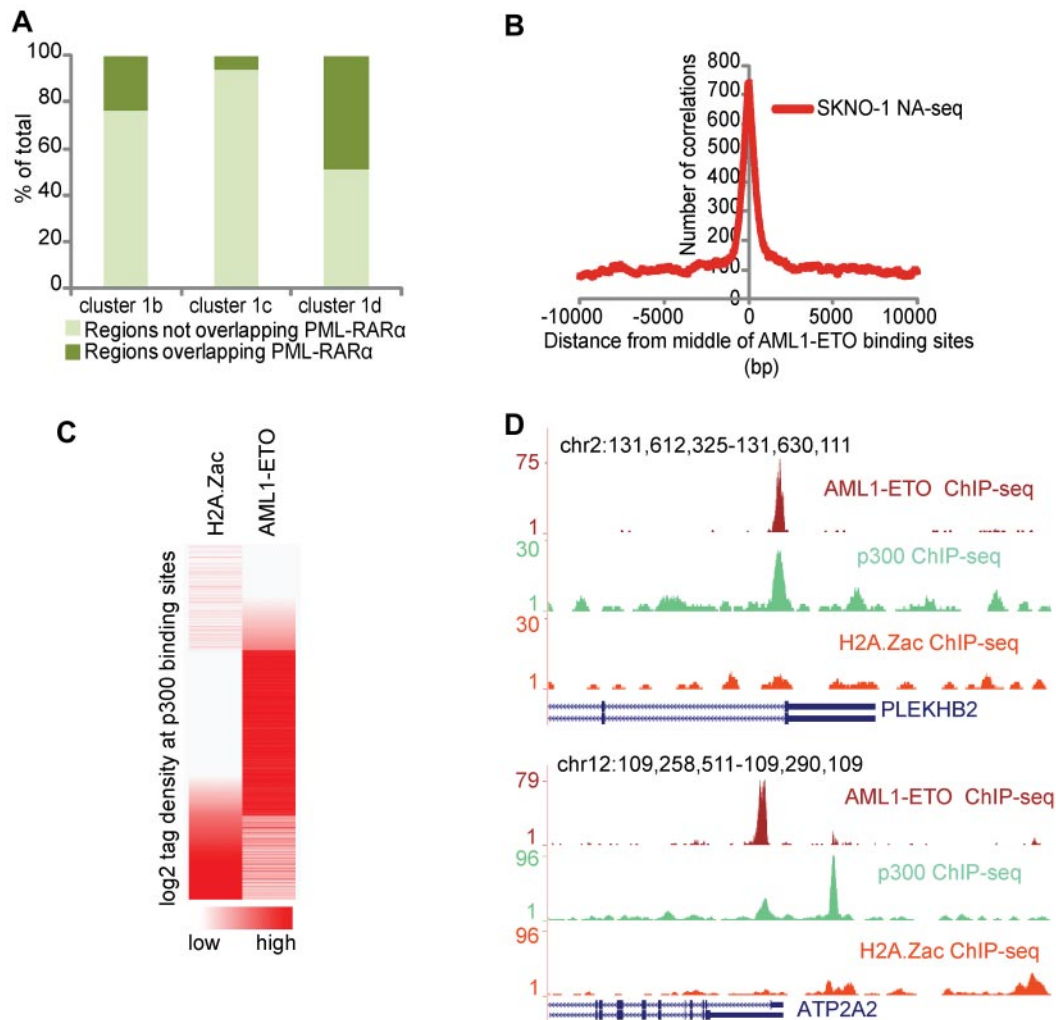 A
100
80
60
40
20
0
% of total
cluster 1b
cluster 1c
cluster 1d
Regions not overlapping PML-RARα
Regions overlapping PML-RARα
B
800
700
600
500
400
300
200
100
0
Number of correlations
SKNO-1 NA-seq
-10000
-5000
0
5000
10000
Distance from middle of AML1-ETO binding sites
(bp)
C
H2A.Zac
AML1-ETO
log2 tag density at p300 binding sites
low
high
D
chr2:131,612,325-131,630,111
75
AML1-ETO ChIP-seq
1
30
p300 ChIP-seq
1
30
H2A.Zac ChIP-seq
1
PLEKHB2
chr12:109,258,511-109,290,109
79
AML1-ETO ChIP-seq
1
96
p300 ChIP-seq
1
96
H2A.Zac ChIP-seq
1
ATP2A2